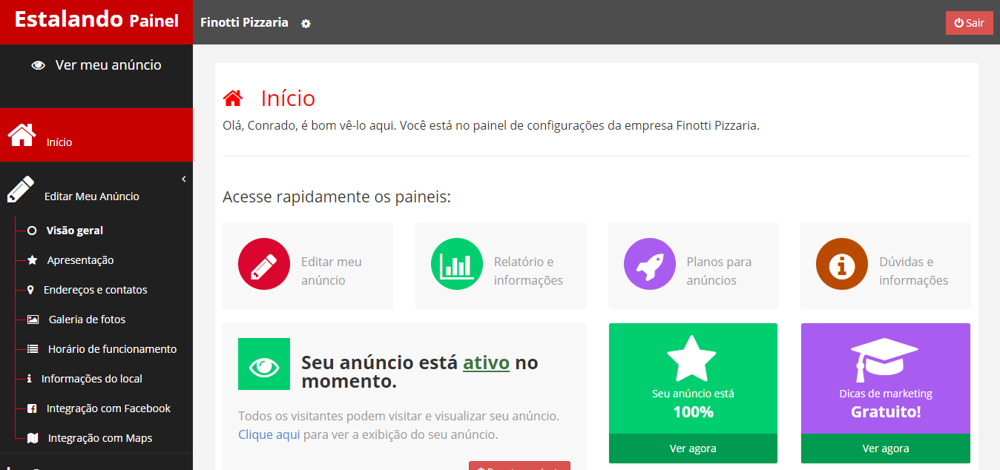 Estalando Painel
Finotti Pizzaria
Sair
Ver meu anúncio
Início
Editar Meu Anúncio
Visão geral
Apresentação
Endereços e contatos
Galeria de fotos
Horário de funcionamento
Informações do local
Integração com Facebook
Integração com Maps
Início
Olá, Conrado, é bom vê-lo aqui. Você está no painel de configurações da empresa Finotti Pizzaria.
Acesse rapidamente os paineis:
Editar meu
anúncio
Relatório e
informações
Planos para
anúncios
Dúvidas e
informações
Seu anúncio está ativo no
momento.
Todos os visitantes podem visitar e visualizar seu anúncio.
Clique aqui para ver a exibição do seu anúncio.
Seu anúncio está
100%
Ver agora
Dicas de marketing
Gratuito!
Ver agora